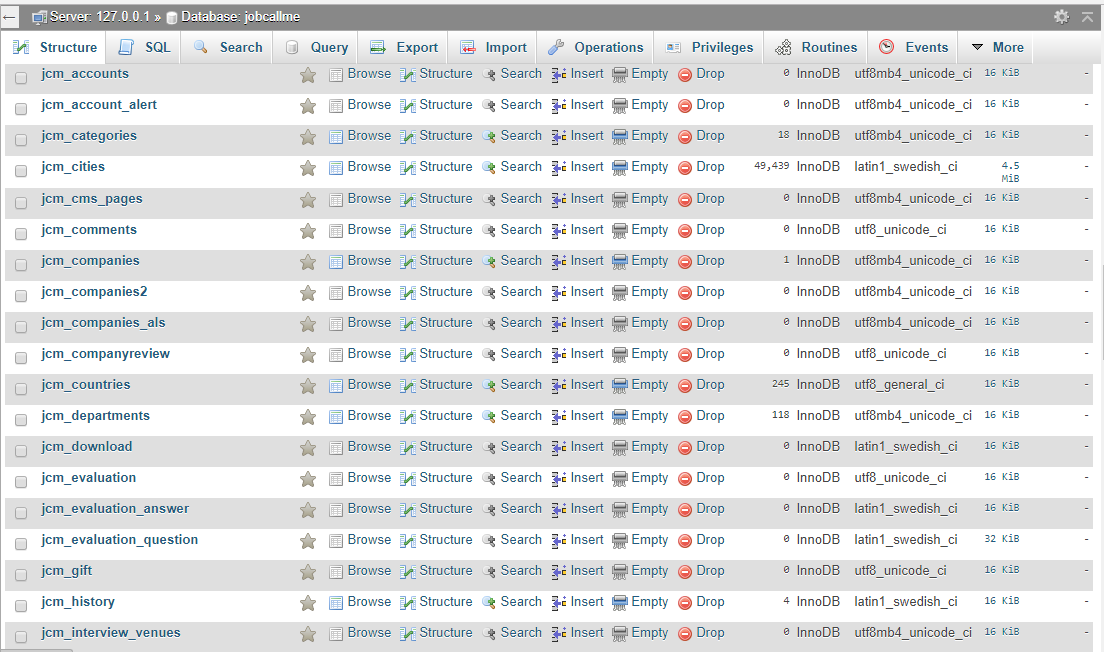 Server: 127.0.0.1 » Database: jobcallme
Structure SQL Search Query Export Import Operations Privileges Routines Events More
jcm_accounts Browse Structure Search Insert Empty Drop 0 InnoDB utf8mb4_unicode_ci 16 KiB -
jcm_account_alert Browse Structure Search Insert Empty Drop 0 InnoDB utf8mb4_unicode_ci 16 KiB -
jcm_categories Browse Structure Search Insert Empty Drop 18 InnoDB utf8mb4_unicode_ci 16 KiB -
jcm_cities Browse Structure Search Insert Empty Drop 49,439 InnoDB latin1_swedish_ci 4.5 -
MiB
jcm_cms_pages Browse Structure Search Insert Empty Drop 0 InnoDB utf8mb4_unicode_ci 16 KiB -
jcm_comments Browse Structure Search Insert Empty Drop 0 InnoDB utf8_unicode_ci 16 KiB -
jcm_companies Browse Structure Search Insert Empty Drop 1 InnoDB utf8mb4_unicode_ci 16 KiB -
jcm_companies2 Browse Structure Search Insert Empty Drop 0 InnoDB utf8mb4_unicode_ci 16 KiB -
jcm_companies_als Browse Structure Search Insert Empty Drop 0 InnoDB utf8mb4_unicode_ci 16 KiB -
jcm_companyreview Browse Structure Search Insert Empty Drop 0 InnoDB utf8_unicode_ci 16 KiB -
jcm_countries Browse Structure Search Insert Empty Drop 245 InnoDB utf8_general_ci 16 KiB -
jcm_departments Browse Structure Search Insert Empty Drop 118 InnoDB utf8mb4_unicode_ci 16 KiB -
jcm_download Browse Structure Search Insert Empty Drop 0 InnoDB latin1_swedish_ci 16 KiB -
jcm_evaluation Browse Structure Search Insert Empty Drop 0 InnoDB utf8_unicode_ci 16 KiB -
jcm_evaluation_answer Browse Structure Search Insert Empty Drop 0 InnoDB latin1_swedish_ci 16 KiB -
jcm_evaluation_question Browse Structure Search Insert Empty Drop 0 InnoDB latin1_swedish_ci 32 KiB -
jcm_gift Browse Structure Search Insert Empty Drop 0 InnoDB utf8_unicode_ci 16 KiB -
jcm_history Browse Structure Search Insert Empty Drop 4 InnoDB latin1_swedish_ci 16 KiB -
jcm_interview_venues Browse Structure Search Insert Empty Drop 0 InnoDB utf8mb4_unicode_ci 16 KiB -